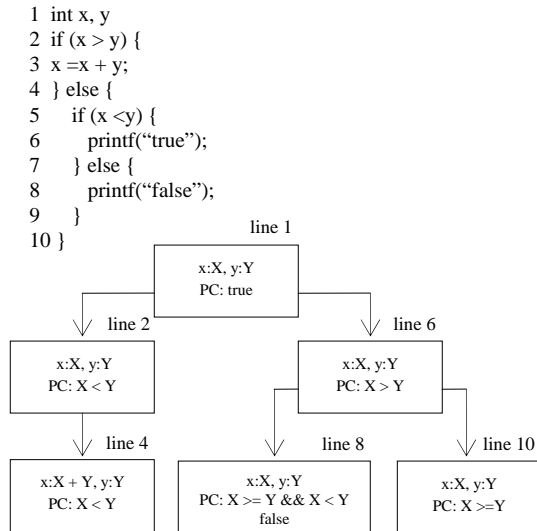 1 int x, y
2 if (x > y) {
3 x =x + y;
4 } else {
5 if (x <y) {
6 printf(“true”);
7 } else {
8 printf(“false”);
9 }
10 }
line 1
x:X, y:Y
PC: true
line 2
x:X, y:Y
PC: X < Y
line 6
x:X, y:Y
PC: X > Y
line 4
x:X + Y, y:Y
PC: X < Y
line 8
x:X, y:Y
PC: X >= Y && X < Y
false
line 10
x:X, y:Y
PC: X >=Y